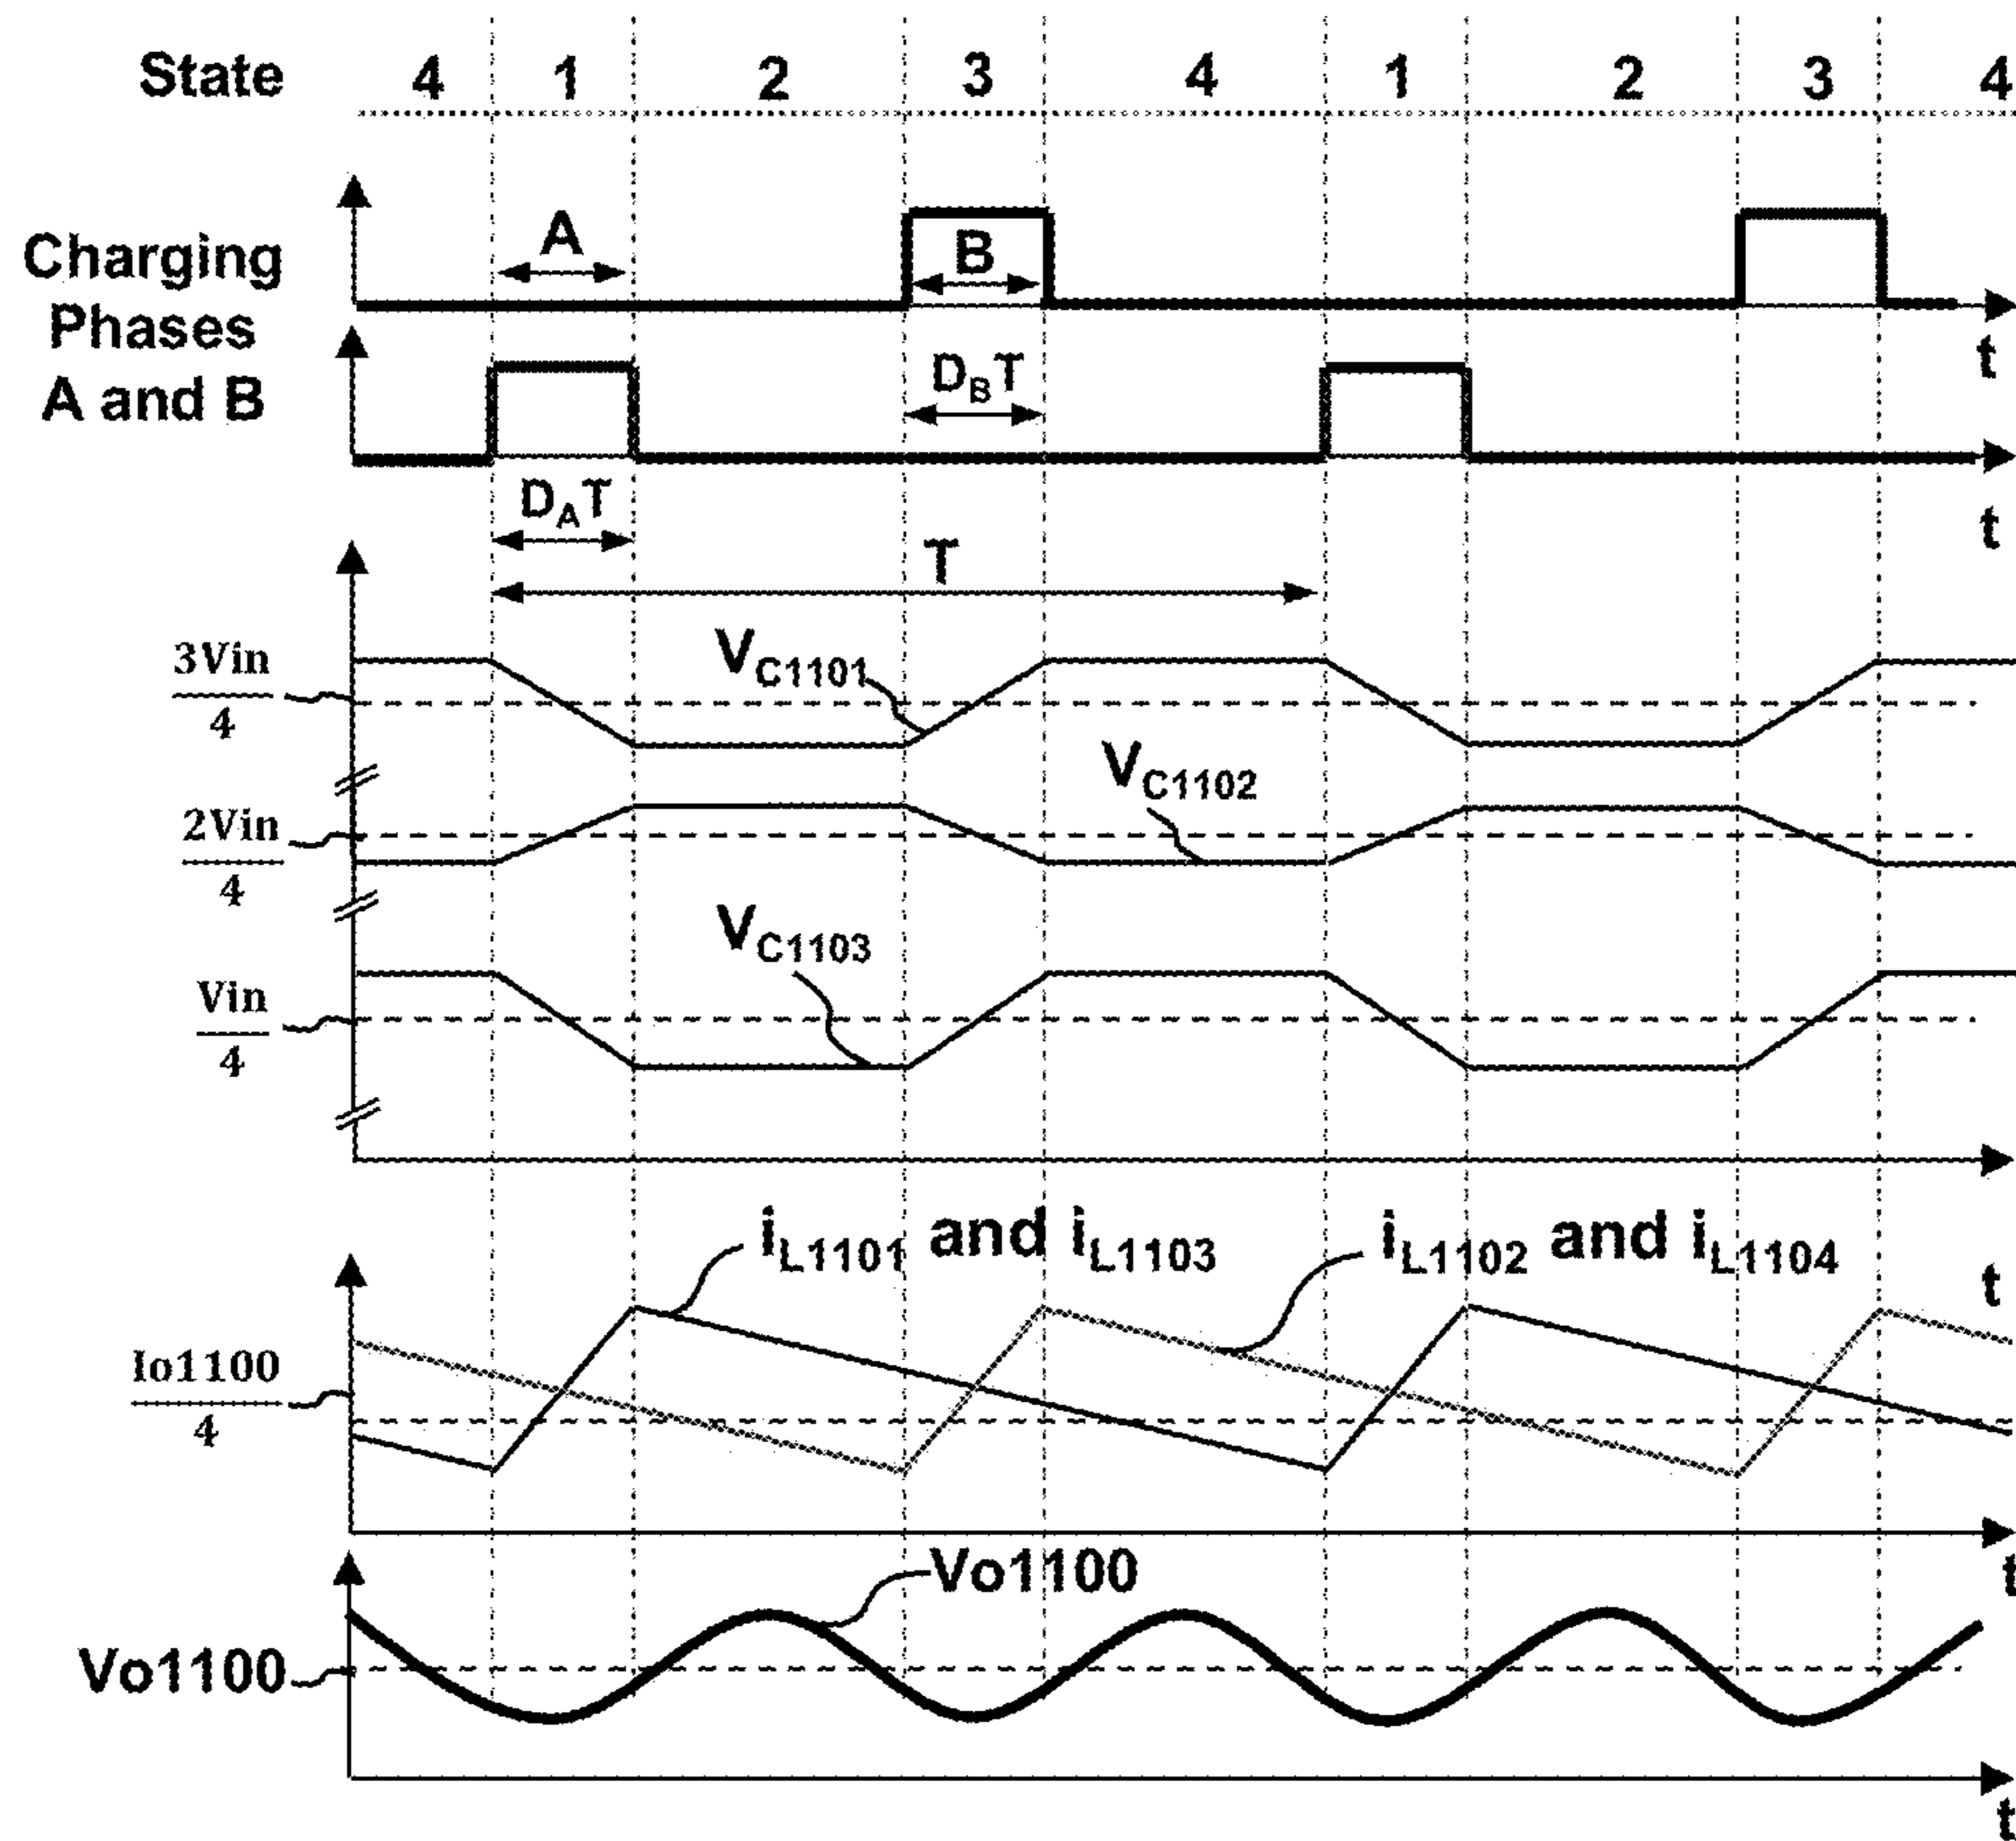 State 4 1 2 3 4 1 2 3 4
Charging
Phases
A and B
A
B
t
D_BT
D_AT
t
T
3Vin
4
V_C1101
2Vin
4
V_C1102
Vin
4
V_C1103
t
i_L1101 and i_L1103
i_L1102 and i_L1104
Io1100
4
t
Vo1100
Vo1100
t